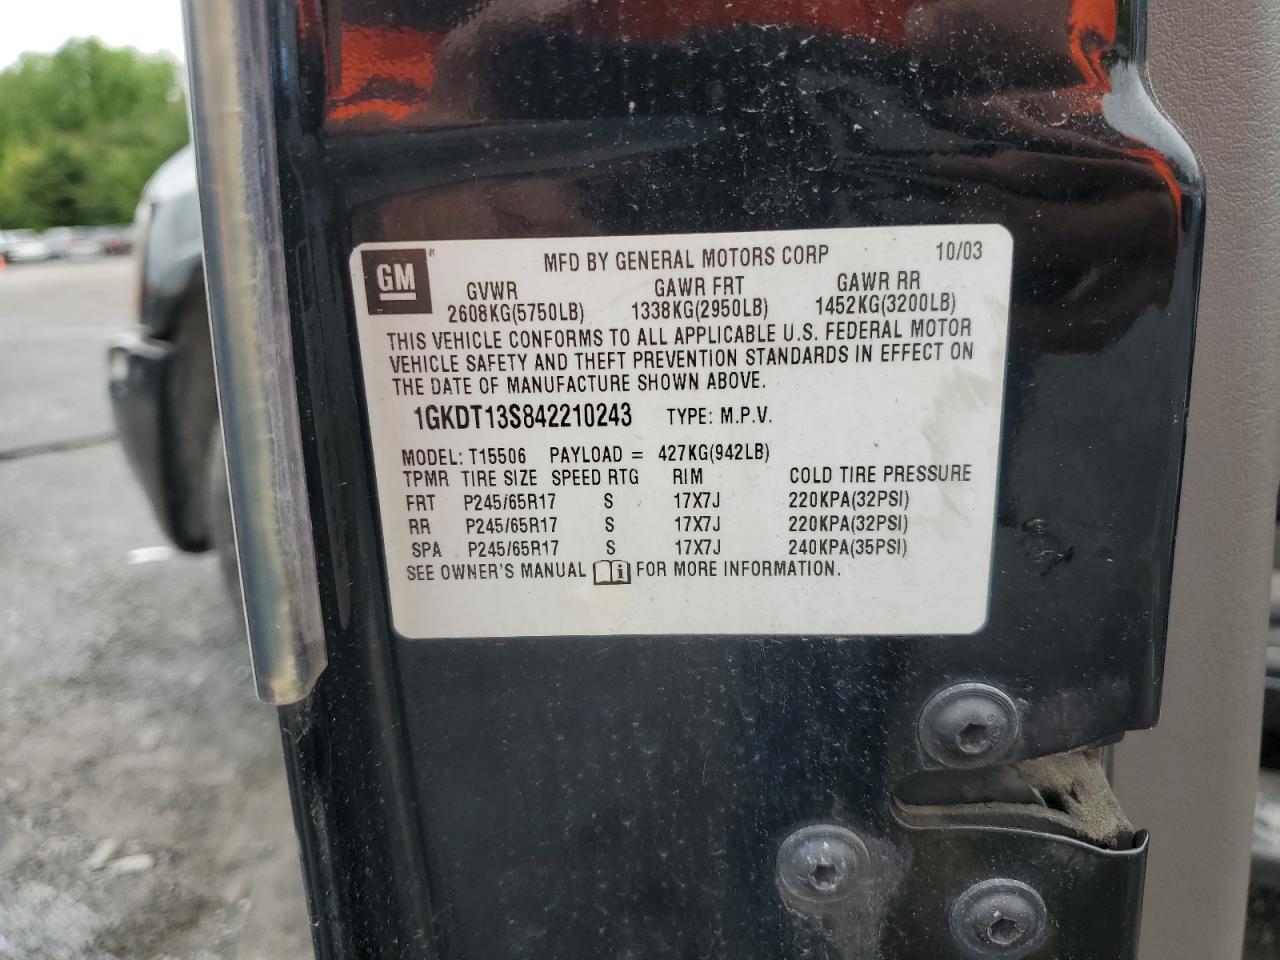 GM MFD BY GENERAL MOTORS CORP 10/03
GVWR GAWR FRT GAWR RR
2608KG(5750LB) 1338KG(2950LB) 1452KG(3200LB)
THIS VEHICLE CONFORMS TO ALL APPLICABLE U.S. FEDERAL MOTOR
VEHICLE SAFETY AND THEFT PREVENTION STANDARDS IN EFFECT ON
THE DATE OF MANUFACTURE SHOWN ABOVE.
1GKDT13S842210243 TYPE: M.P.V.
MODEL: T15506 PAYLOAD = 427KG(942LB)
TPMR TIRE SIZE SPEED RTG RIM COLD TIRE PRESSURE
FRT P245/65R17 S 17X7J 220KPA(32PSI)
RR P245/65R17 S 17X7J 220KPA(32PSI)
SPA P245/65R17 S 17X7J 240KPA(35PSI)
SEE OWNER'S MANUAL i FOR MORE INFORMATION.